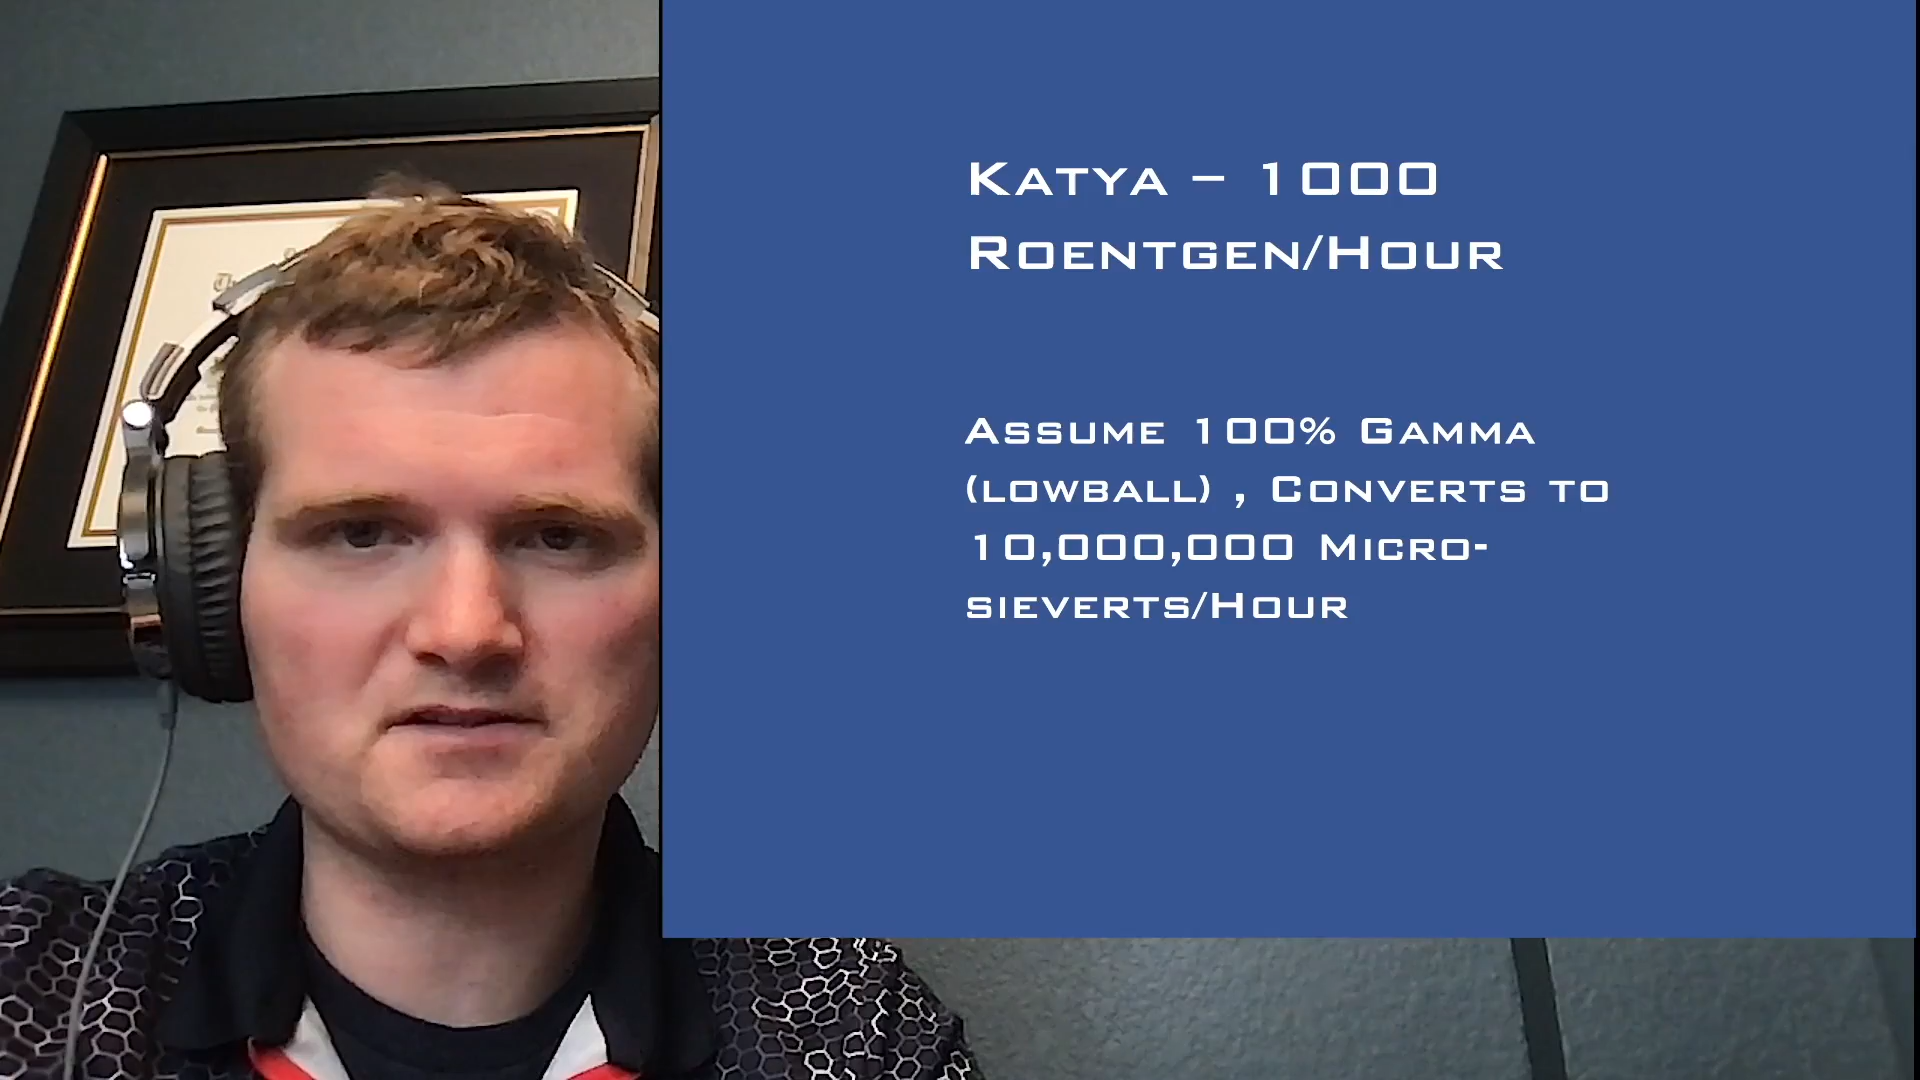 Katya – 1000
Roentgen/Hour
Assume 100% Gamma
(lowball) , Converts to
10,000,000 Micro-
sieverts/Hour